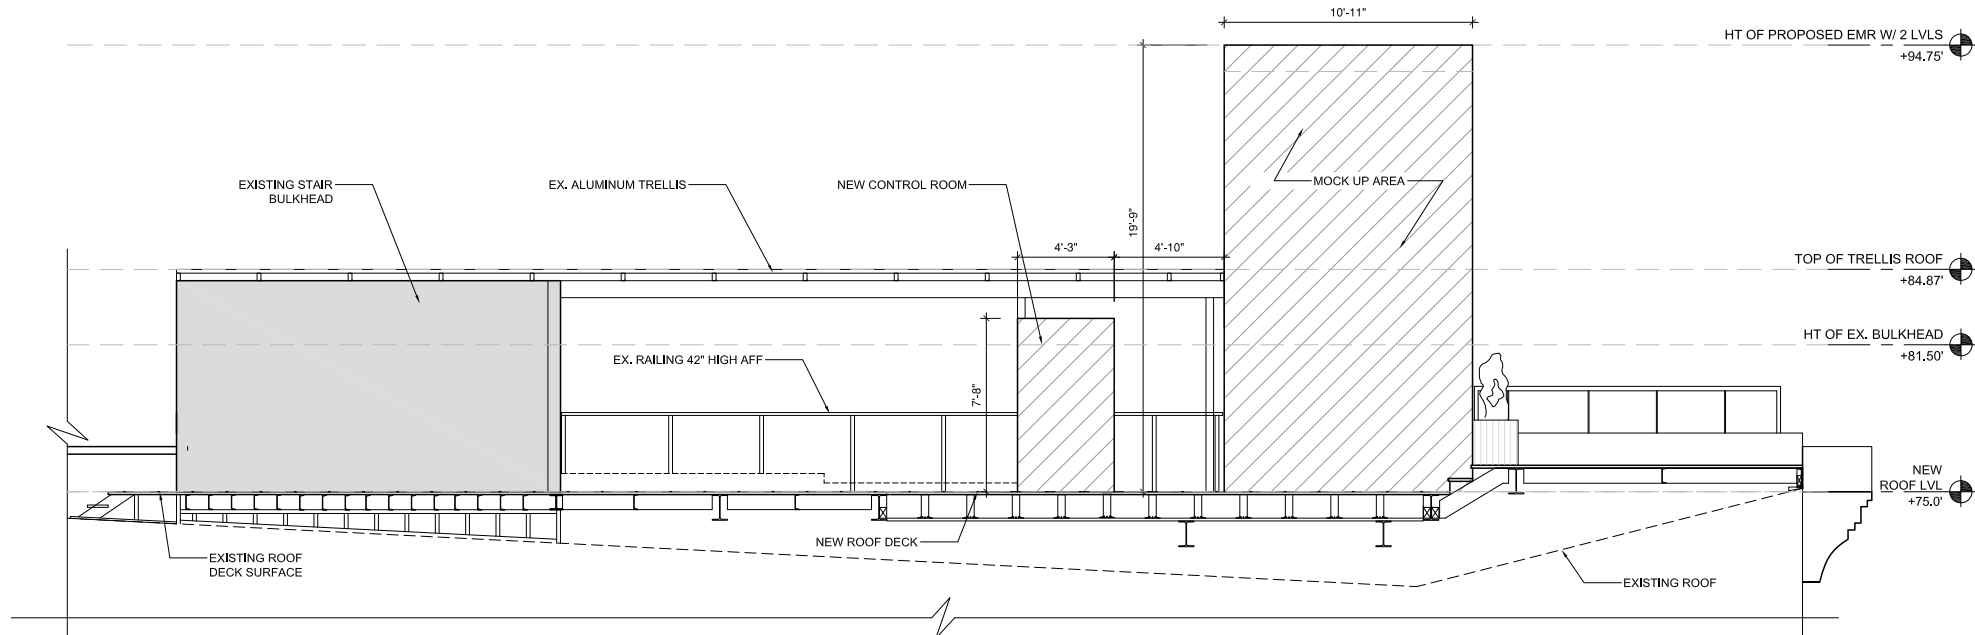 10'-11"
HT OF PROPOSED EMR W/ 2 LVLS
+94.75'
EXISTING STAIR
BULKHEAD
EX. ALUMINUM TRELLIS
NEW CONTROL ROOM
MOCK UP AREA
19'-9"
4'-3"
4'-10"
TOP OF TRELLIS ROOF
+84.87'
HT OF EX. BULKHEAD
+81.50'
EX. RAILING 42" HIGH AFF
7'-8"
NEW
ROOF LVL
+75.0'
NEW ROOF DECK
EXISTING ROOF
DECK SURFACE
EXISTING ROOF